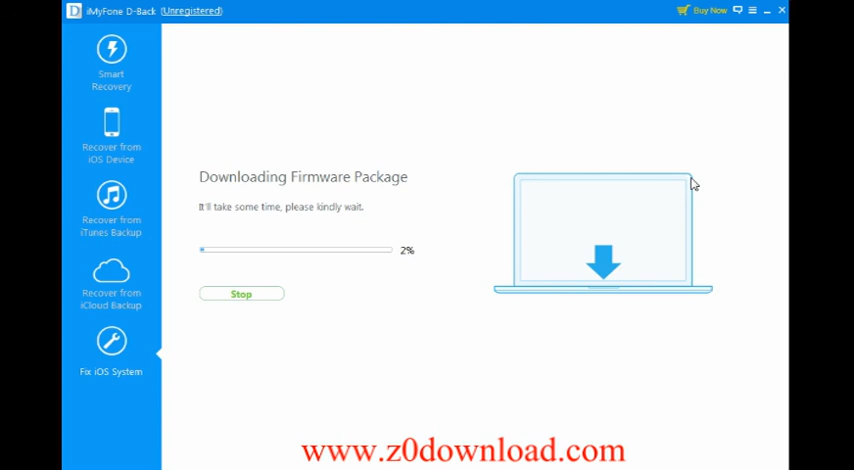 iMyFone D-Back (Unregistered)
Buy Now
Smart
Recovery
Recover from
iOS Device
Recover from
iTunes Backup
Recover from
iCloud Backup
Fix iOS System
Downloading Firmware Package
It'll take some time, please kindly wait.
2%
Stop
www.z0download.com